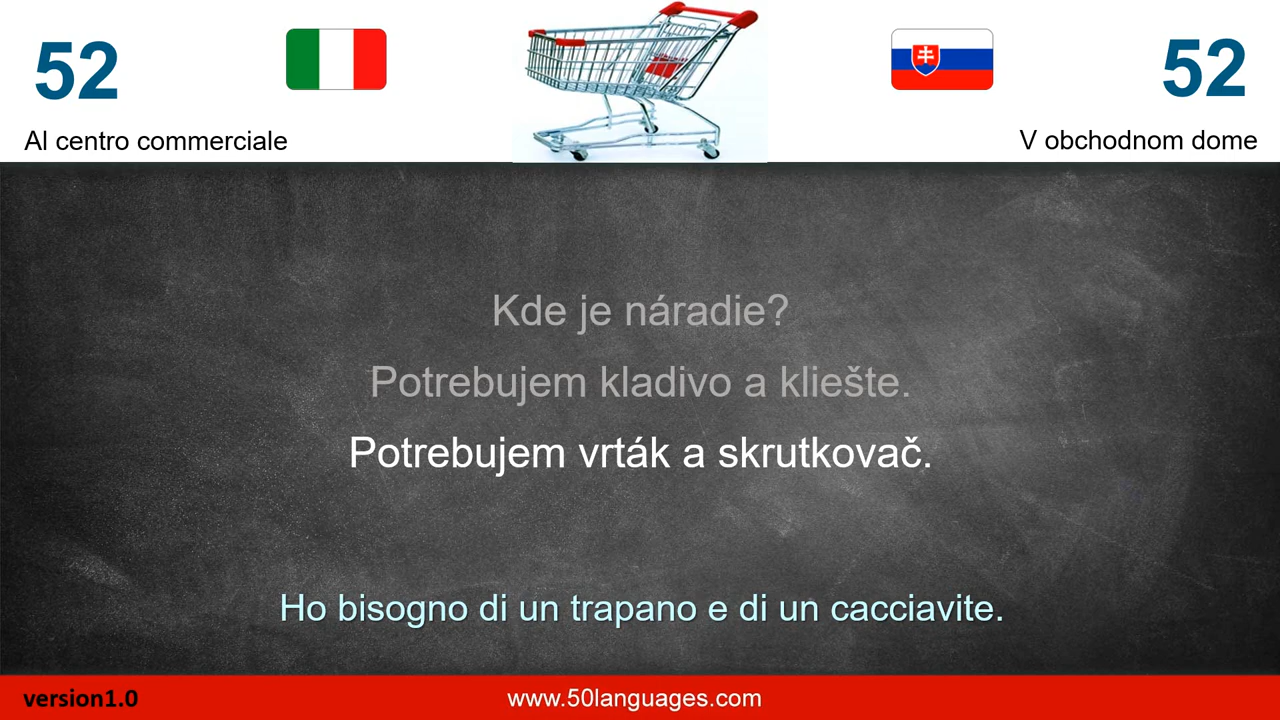 52
52
Al centro commerciale
V obchodnom dome
Kde je náradie?
Potrebujem kladivo a kliešte.
Potrebujem vrták a skrutkovač.
Ho bisogno di un trapano e di un cacciavite.
version1.0
www.50languages.com